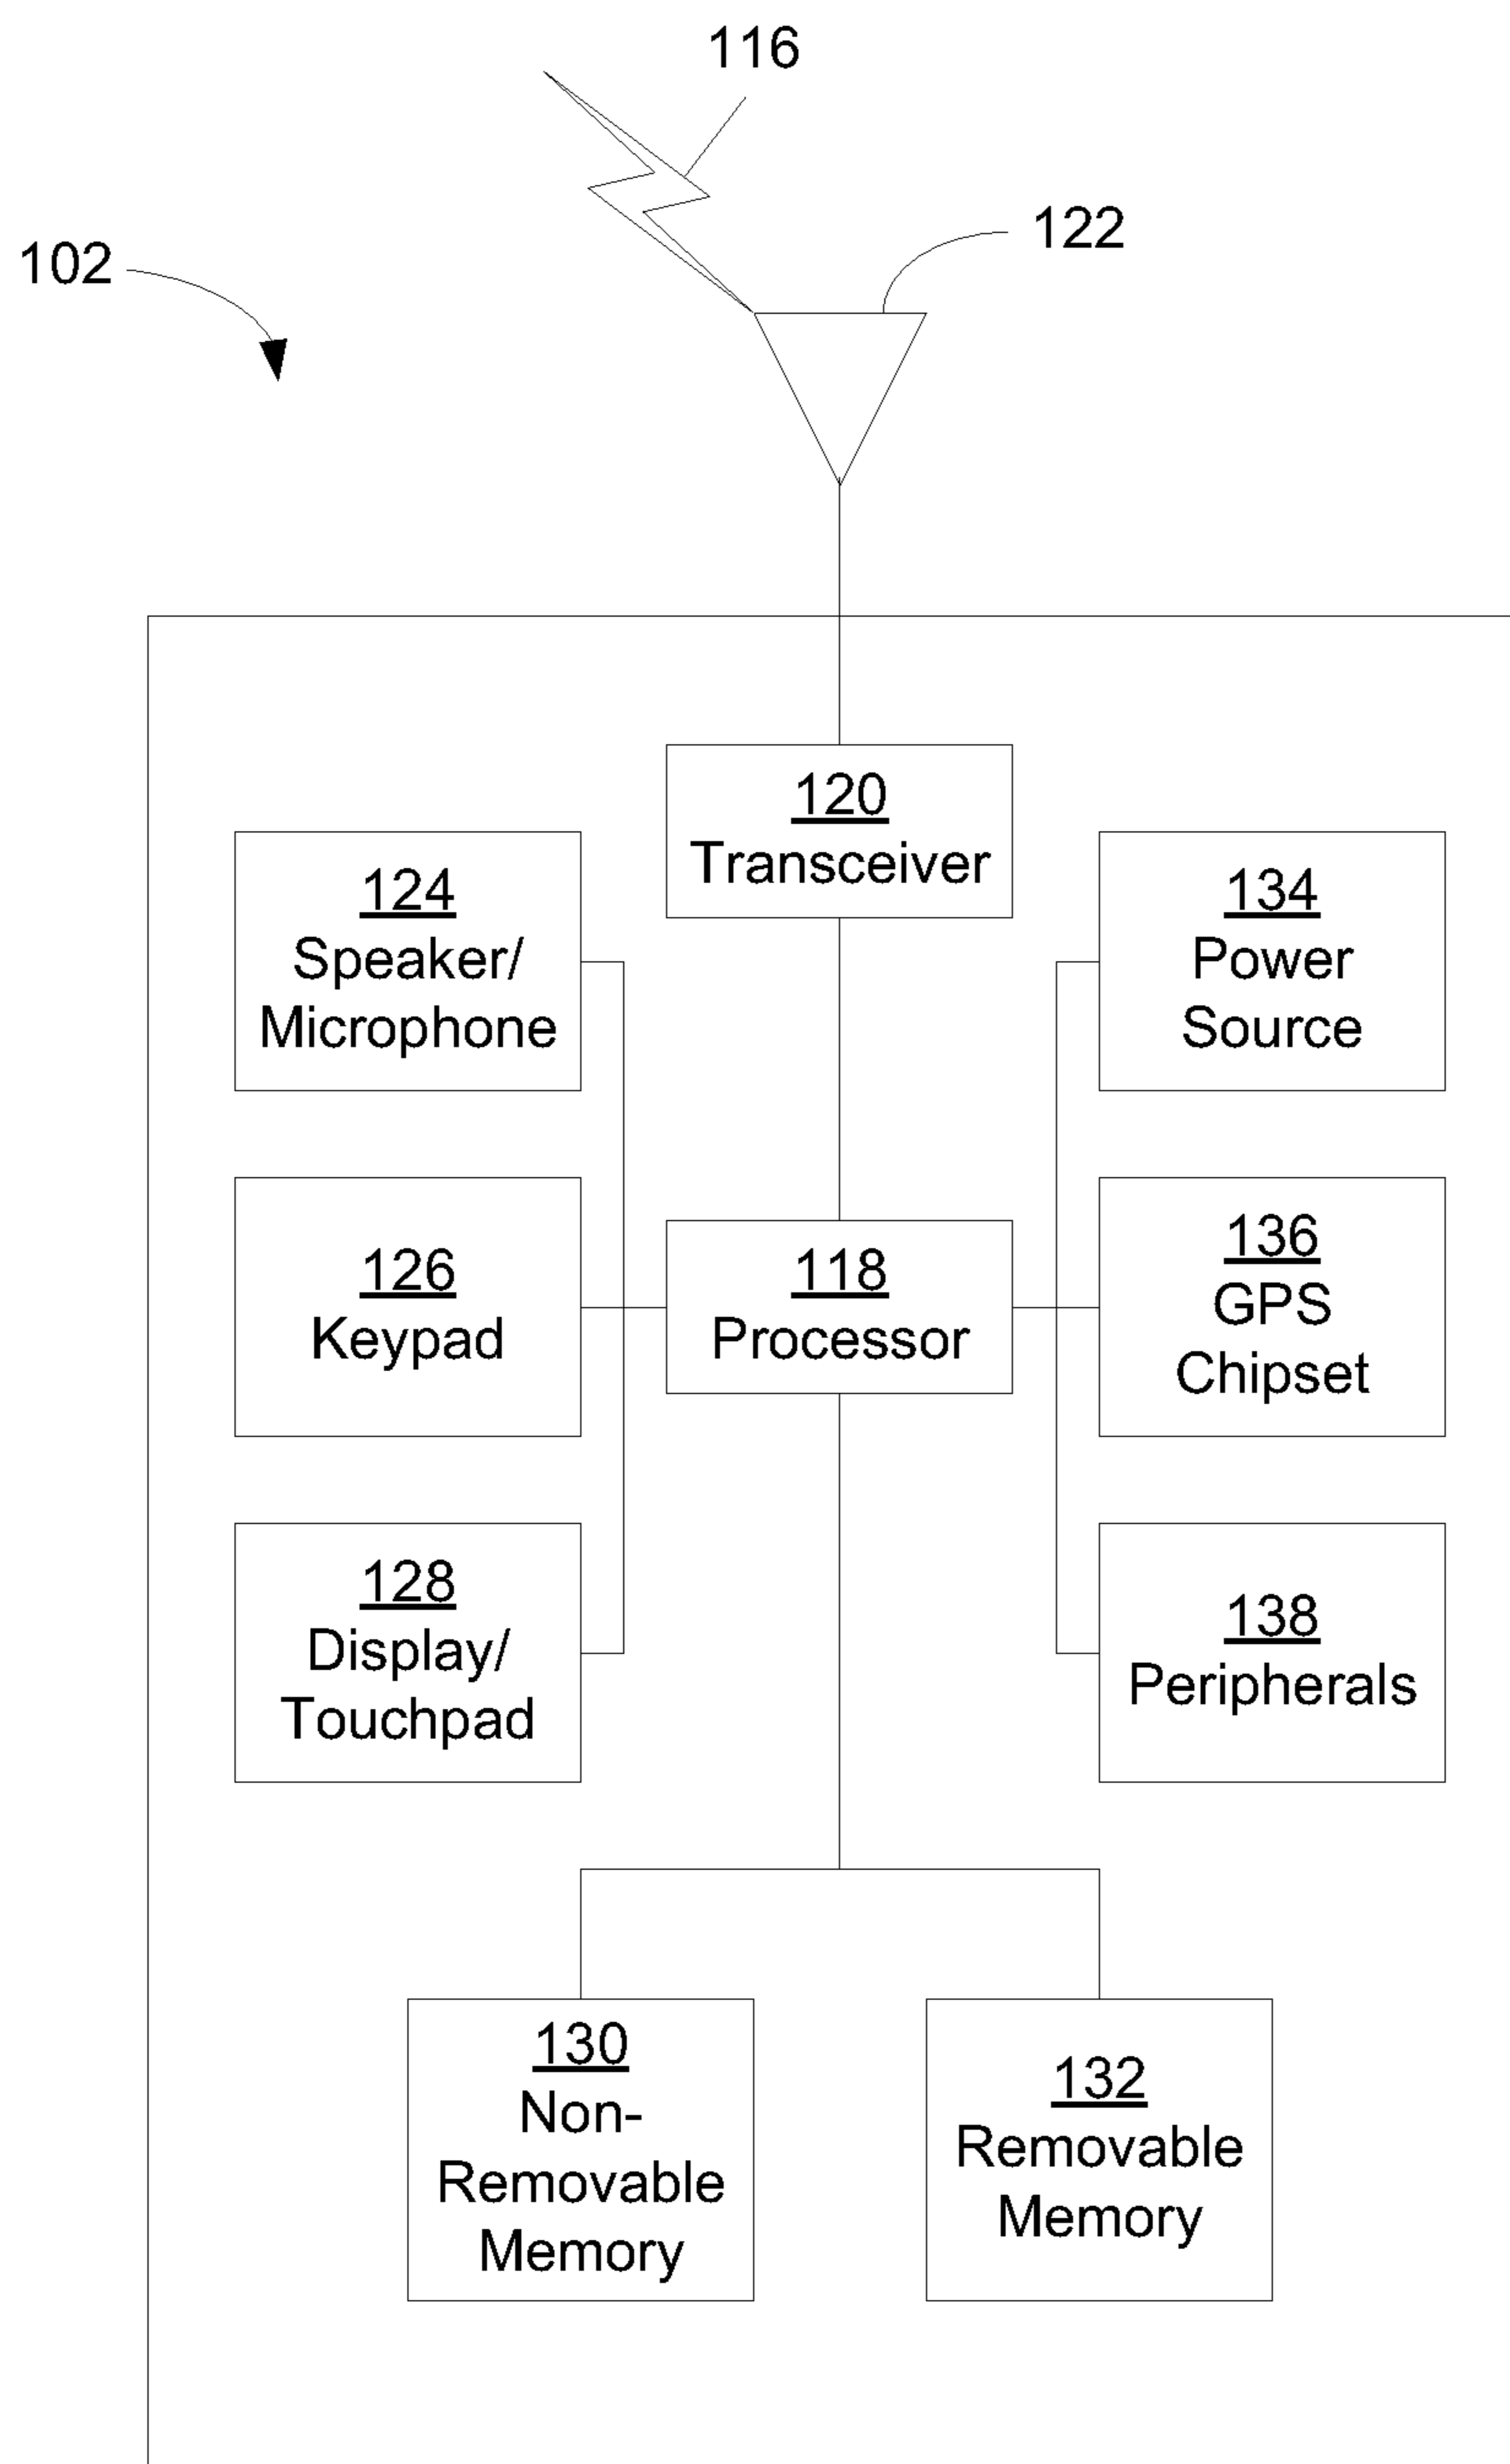 116
122
102
120
Transceiver
124
Speaker/
Microphone
134
Power
Source
126
Keypad
118
Processor
136
GPS
Chipset
128
Display/
Touchpad
138
Peripherals
130
Non-
Removable
Memory
132
Removable
Memory